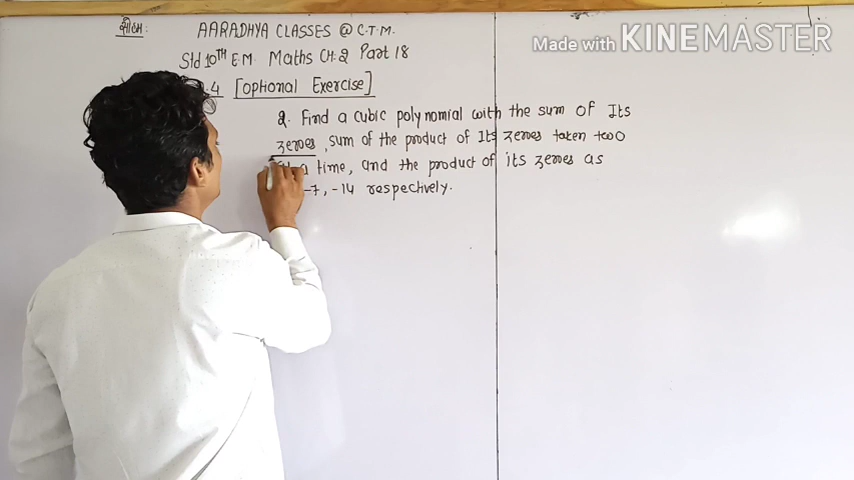 ओम:
AARADHYA CLASSES @ C.T.M.
Std 10TH E.M. Maths CH:2 Part 18
.4 [Optional Exercise]
2. Find a cubic polynomial with the sum of Its
zeroes, sum of the product of Its zeroes taken two
a time, and the product of its zeroes as
-7, -14 respectively.
Made with KINEMASTER